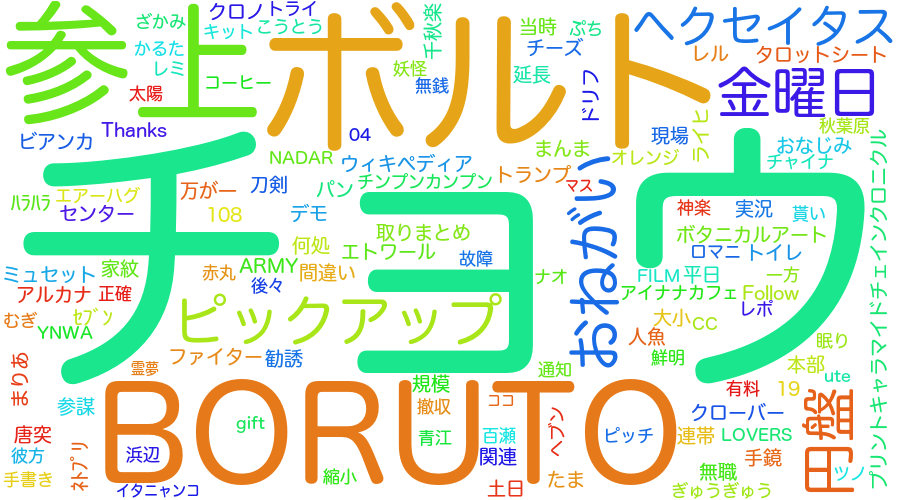 参上
ボルト
ヘクセイタス
金曜日
チヨウ
BORUTO
ピックアップ
おねがい
円盤
ざかみ
クロノトライ
かるた
キット
こうとう
レミ
コーヒー
太陽
千秋楽
妖怪
無銭
当時
ぷち
チーズ
延長
ドリフ
レル
タロットシート
ビアンカ
Thanks
04
NADAR
ウィキペディア
まんま
オレンジ
現場
ライヒ
秋葉原
おなじみ
チャイナ
ハラハラ
エアーハグ
センター
万が一
刀剣
パン
チンプンカンプン
トランプ
マス
108
デモ
何処
取りまとめ
エトワール
故障
神楽
実況
貰い
ボタニカルアート
ロマニ
トイレ
プリントキャラマイドチェインクロニクル
ミュセット
家紋
赤丸
ARMY
間違い
後々
ナオ
FILM
平日
一方
アルカナ
正確
アイナナカフェ
Follow
むぎ
セブン
YNWA
大小
CC
レポ
ファイター
勧誘
人魚
鮮明
眠り
本部
まりあ
霊夢
通知
規模
ココ
撤収
参謀
gift
有料
19
ute
クローバー
唐突
彼方
ネトプリ
浜辺
青江
百瀬
関連
ヘブン
ピッチ
連帯
LOVERS
手鏡
ツノ
手書き
イタニャンコ
縮小
土日
たま
無職
ぎゅうぎゅう